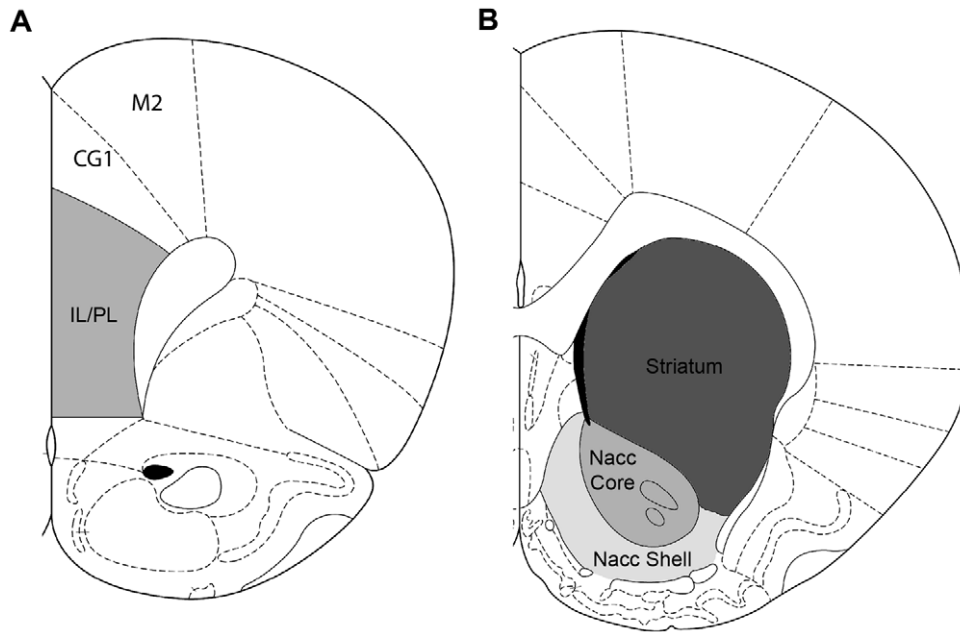 A
M2
CG1
IL/PL
B
Striatum
Nacc
Core
Nacc Shell